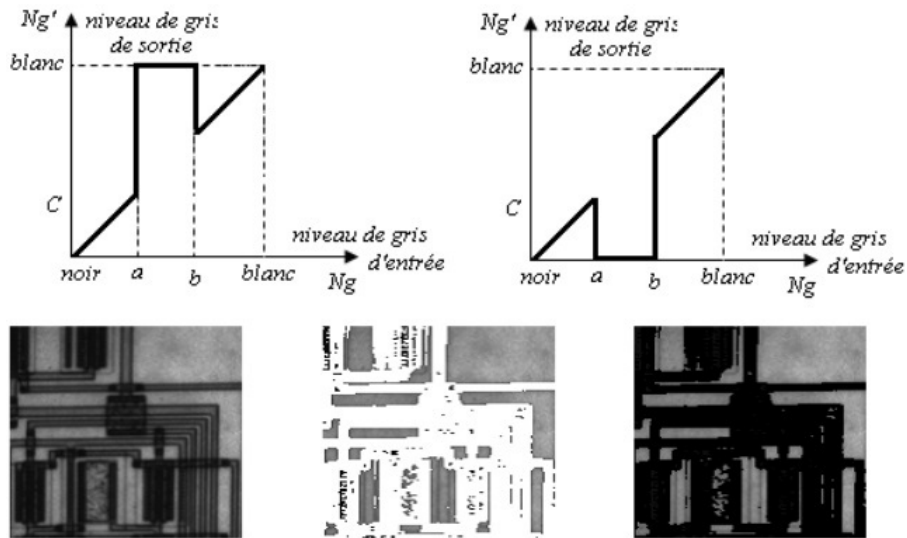 Ng'
niveau de gris
de sortie
blanc
C'
niveau de gris
d'entrée
noir
a
b
blanc
Ng
Ng'
niveau de gris
de sortie
blanc
C'
niveau de gris
d'entrée
noir
a
b
blanc
Ng